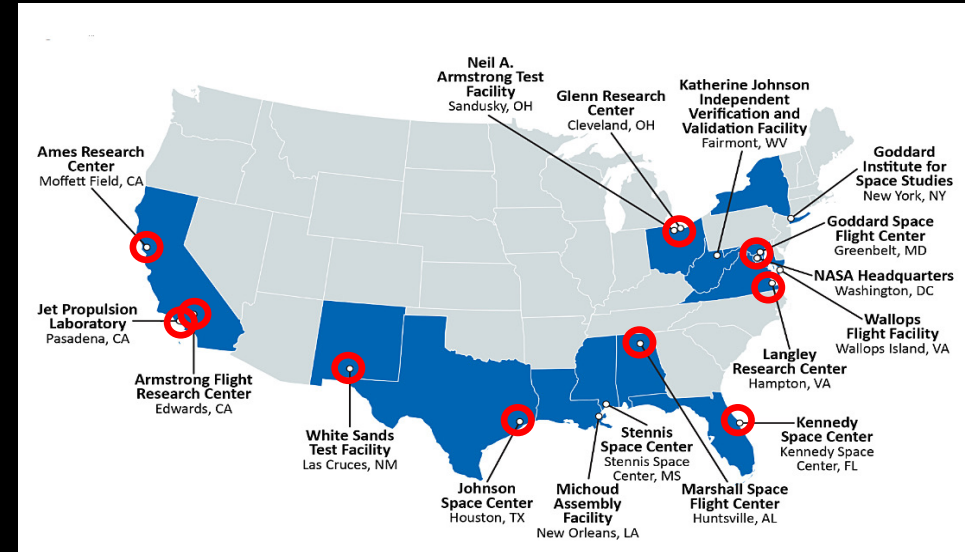 Neil A.
Armstrong Test
Facility
Sandusky, OH
Glenn Research
Center
Cleveland, OH
Katherine Johnson
Independent
Verification and
Validation Facility
Fairmont, WV
Ames Research
Center
Moffett Field, CA
Goddard
Institute for
Space Studies
New York, NY
Goddard Space
Flight Center
Greenbelt, MD
NASA Headquarters
Washington, DC
Jet Propulsion
Laboratory
Pasadena, CA
Wallops
Flight Facility
Wallops Island, VA
Langley
Research Center
Hampton, VA
Armstrong Flight
Research Center
Edwards, CA
White Sands
Test Facility
Las Cruces, NM
Johnson
Space Center
Houston, TX
Michoud
Assembly
Facility
New Orleans, LA
Stennis
Space Center
Stennis Space
Center, MS
Marshall Space
Flight Center
Huntsville, AL
Kennedy
Space Center
Kennedy Space
Center, FL